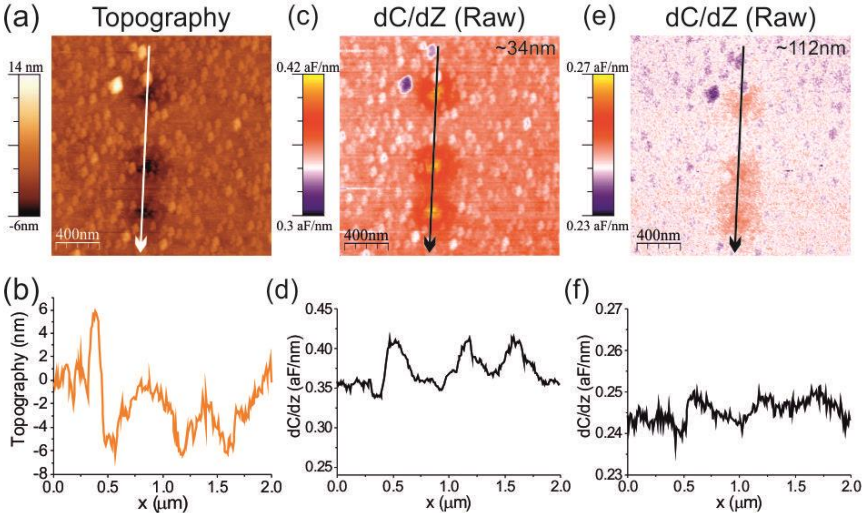 (a) Topography
14 nm
-6nm
400nm
(c) dC/dZ (Raw)
~34nm
0.42 aF/nm
0.3 aF/nm
400nm
(e) dC/dZ (Raw)
~112nm
0.27 aF/nm
0.23 aF/nm
400nm
(b)
Topography (nm)
6
4
2
0
-2
-4
-6
-8
0.0 0.5 1.0 1.5 2.0
x (μm)
(d)
dC/dz (aF/nm)
0.45
0.40
0.35
0.30
0.25
0.0 0.5 1.0 1.5 2.0
x (μm)
(f)
dC/dz (aF/nm)
0.27
0.26
0.25
0.24
0.23
0.0 0.5 1.0 1.5 2.0
x (μm)